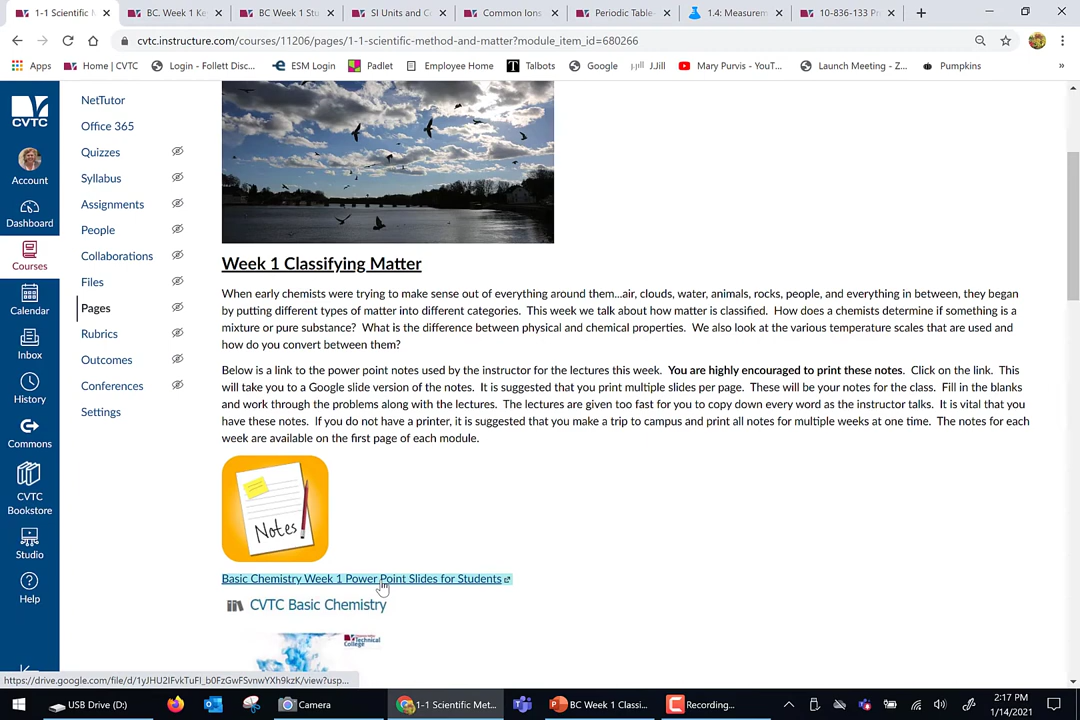 1-1 Scientific M
BC. Week 1 Ke
BC Week 1 Stu
SI Units and C
Common Ions
Periodic Table
1.4: Measurem
10-836-133 Pr
cvtc.instructure.com/courses/11206/pages/1-1-scientific-method-and-matter?module_item_id=680266
Apps
Home | CVTC
Login - Follett Disc...
ESM Login
Padlet
Employee Home
Talbots
Google
J.Jill
Mary Purvis - YouT...
Launch Meeting - Z...
Pumpkins
CVTC
Account
Dashboard
Courses
Calendar
Inbox
History
Commons
CVTC
Bookstore
Studio
Help
NetTutor
Office 365
Quizzes
Syllabus
Assignments
People
Collaborations
Files
Pages
Rubrics
Outcomes
Conferences
Settings
Week 1 Classifying Matter
When early chemists were trying to make sense out of everything around them...air, clouds, water, animals, rocks, people, and everything in between, they began
by putting different types of matter into different categories. This week we talk about how matter is classified. How does a chemists determine if something is a
mixture or pure substance? What is the difference between physical and chemical properties. We also look at the various temperature scales that are used and
how do you convert between them?
Below is a link to the power point notes used by the instructor for the lectures this week. You are highly encouraged to print these notes. Click on the link. This
will take you to a Google slide version of the notes. It is suggested that you print multiple slides per page. These will be your notes for the class. Fill in the blanks
and work through the problems along with the lectures. The lectures are given too fast for you to copy down every word as the instructor talks. It is vital that you
have these notes. If you do not have a printer, it is suggested that you make a trip to campus and print all notes for multiple weeks at one time. The notes for each
week are available on the first page of each module.
Notes
Basic Chemistry Week 1 Power Point Slides for Students
CVTC Basic Chemistry
Technical
College
https://drive.google.com/file/d/1yJHU2IFvkTuFI_b0FzGwFSvnwYXh9kzK/view?usp...
USB Drive (D:)
Camera
1-1 Scientific Met...
BC Week 1 Classi...
Recording...
2:17 PM
1/14/2021